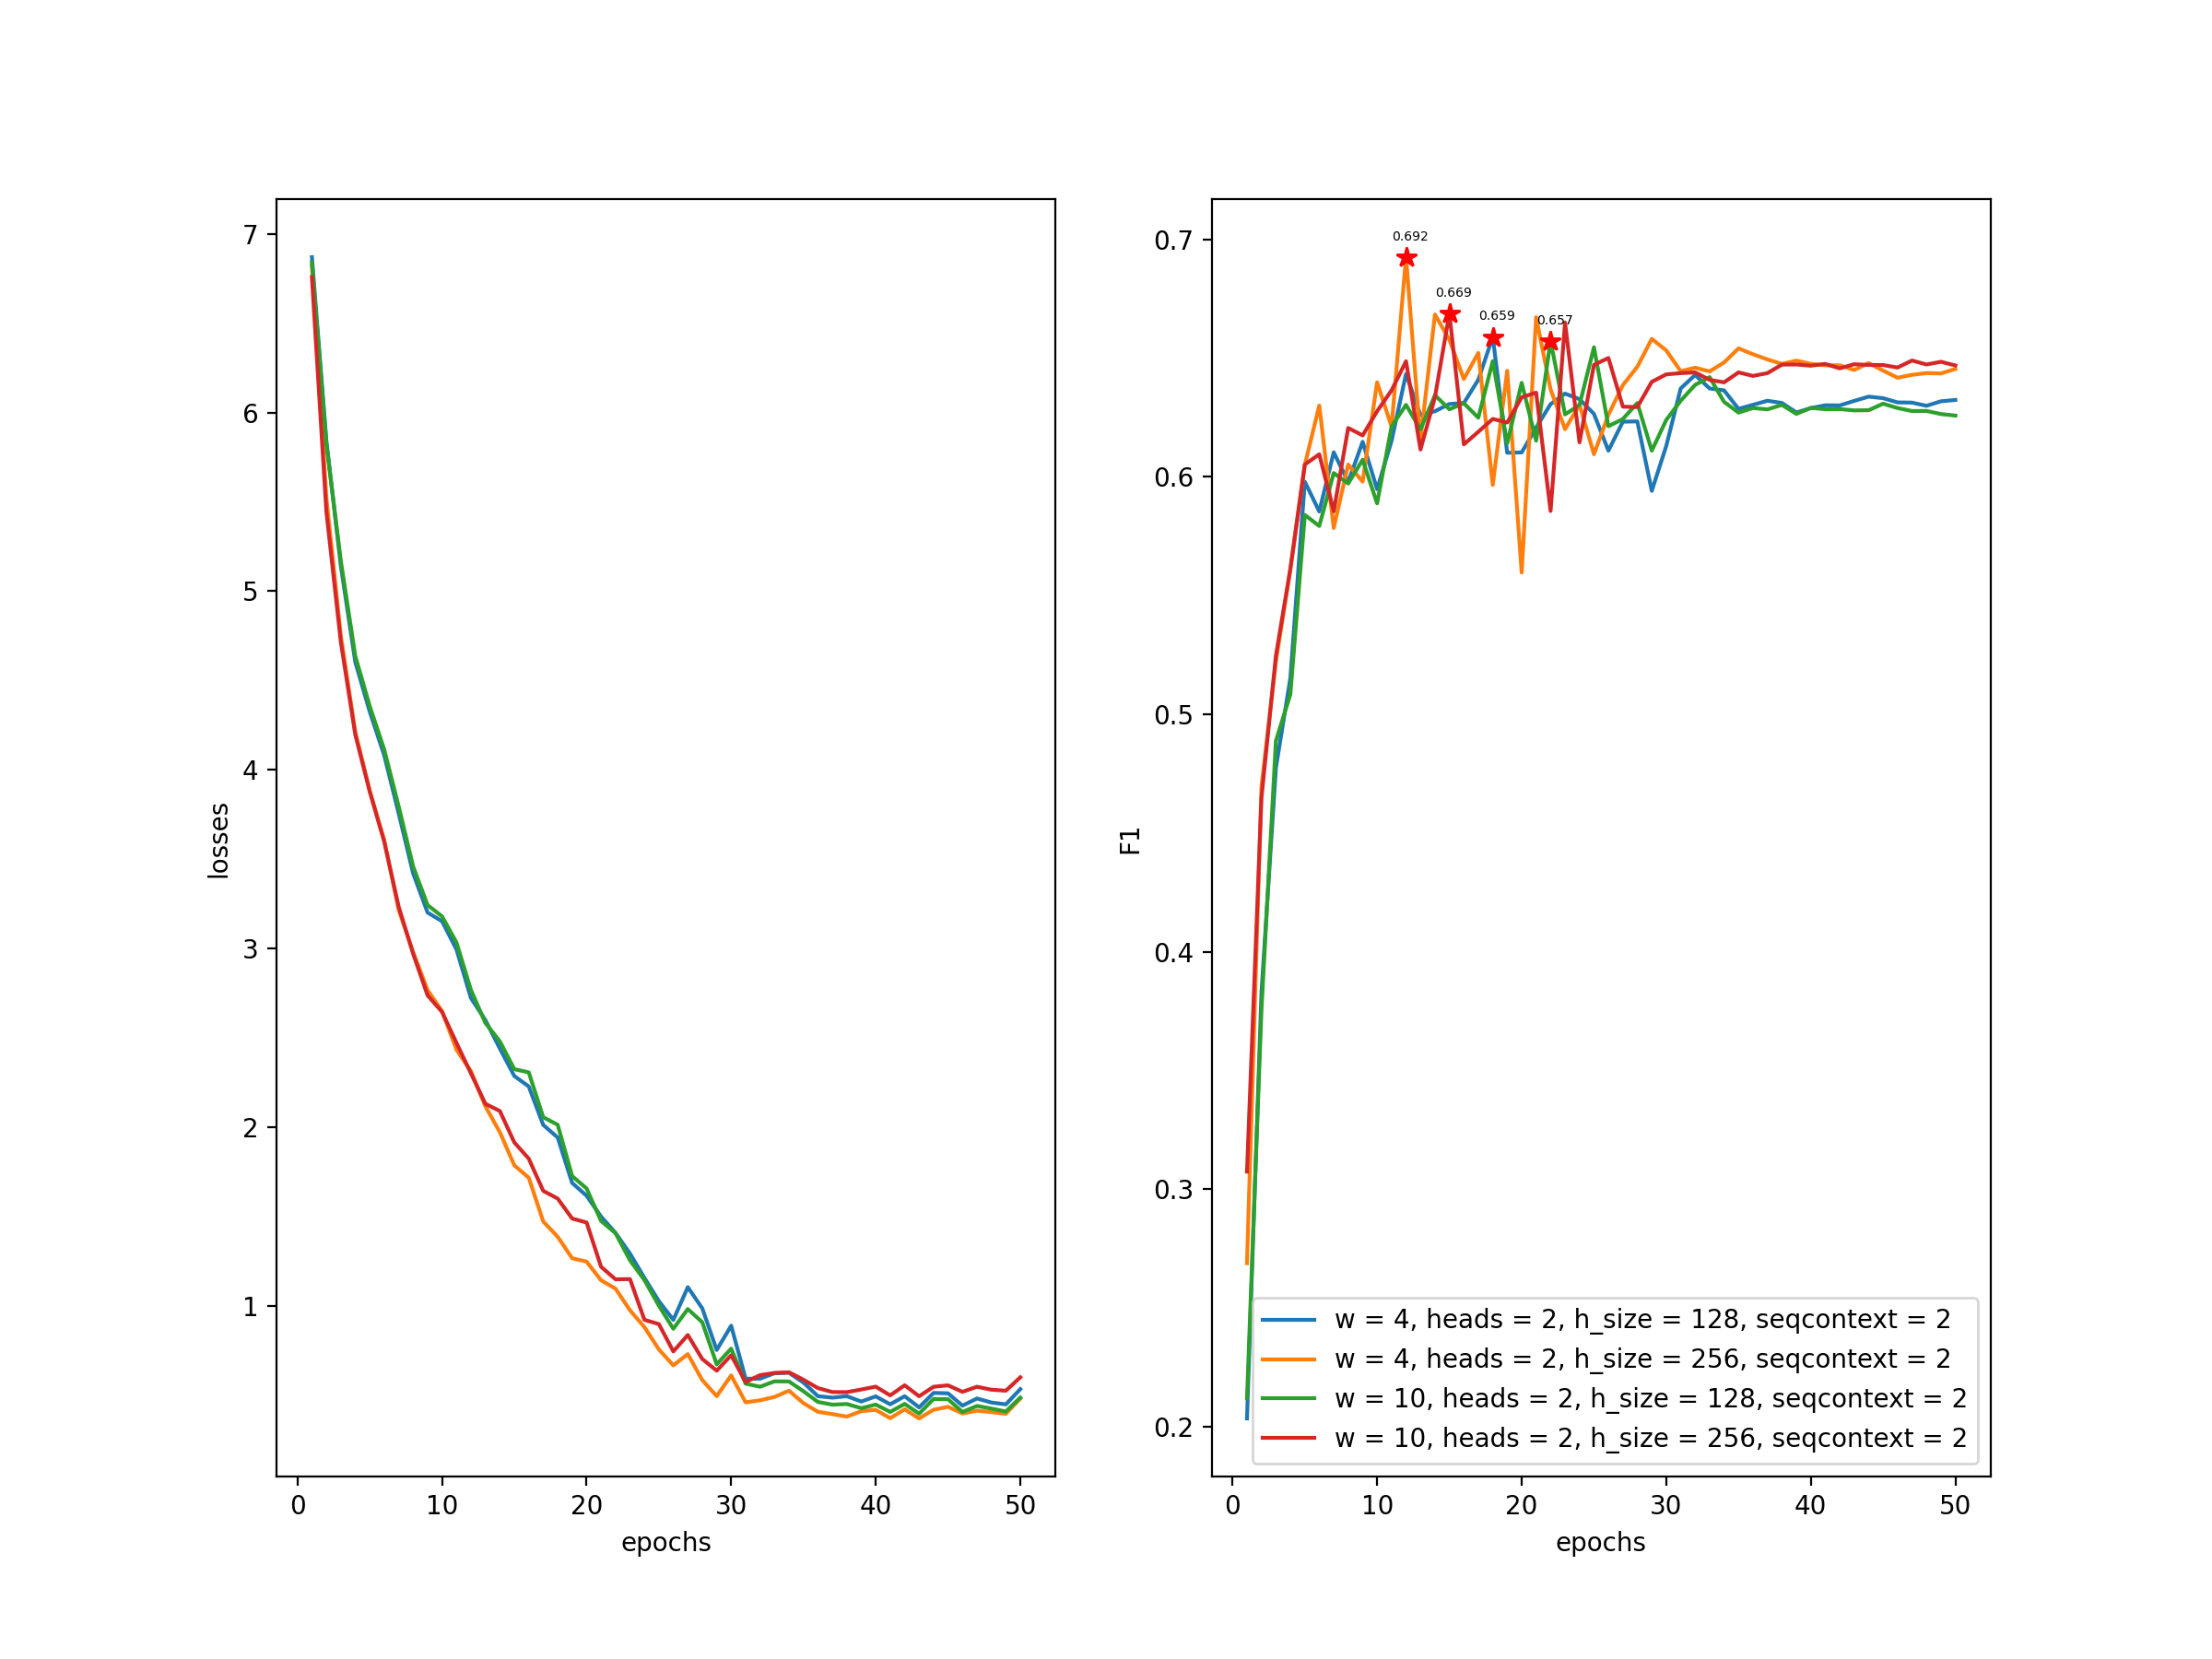 7
6
5
4
3
2
1
losses
0 10 20 30 40 50
epochs
0.7
0.6
0.5
0.4
0.3
0.2
F1
0.692
0.669
0.659
0.657
w = 4, heads = 2, h_size = 128, seqcontext = 2
w = 4, heads = 2, h_size = 256, seqcontext = 2
w = 10, heads = 2, h_size = 128, seqcontext = 2
w = 10, heads = 2, h_size = 256, seqcontext = 2
0 10 20 30 40 50
epochs